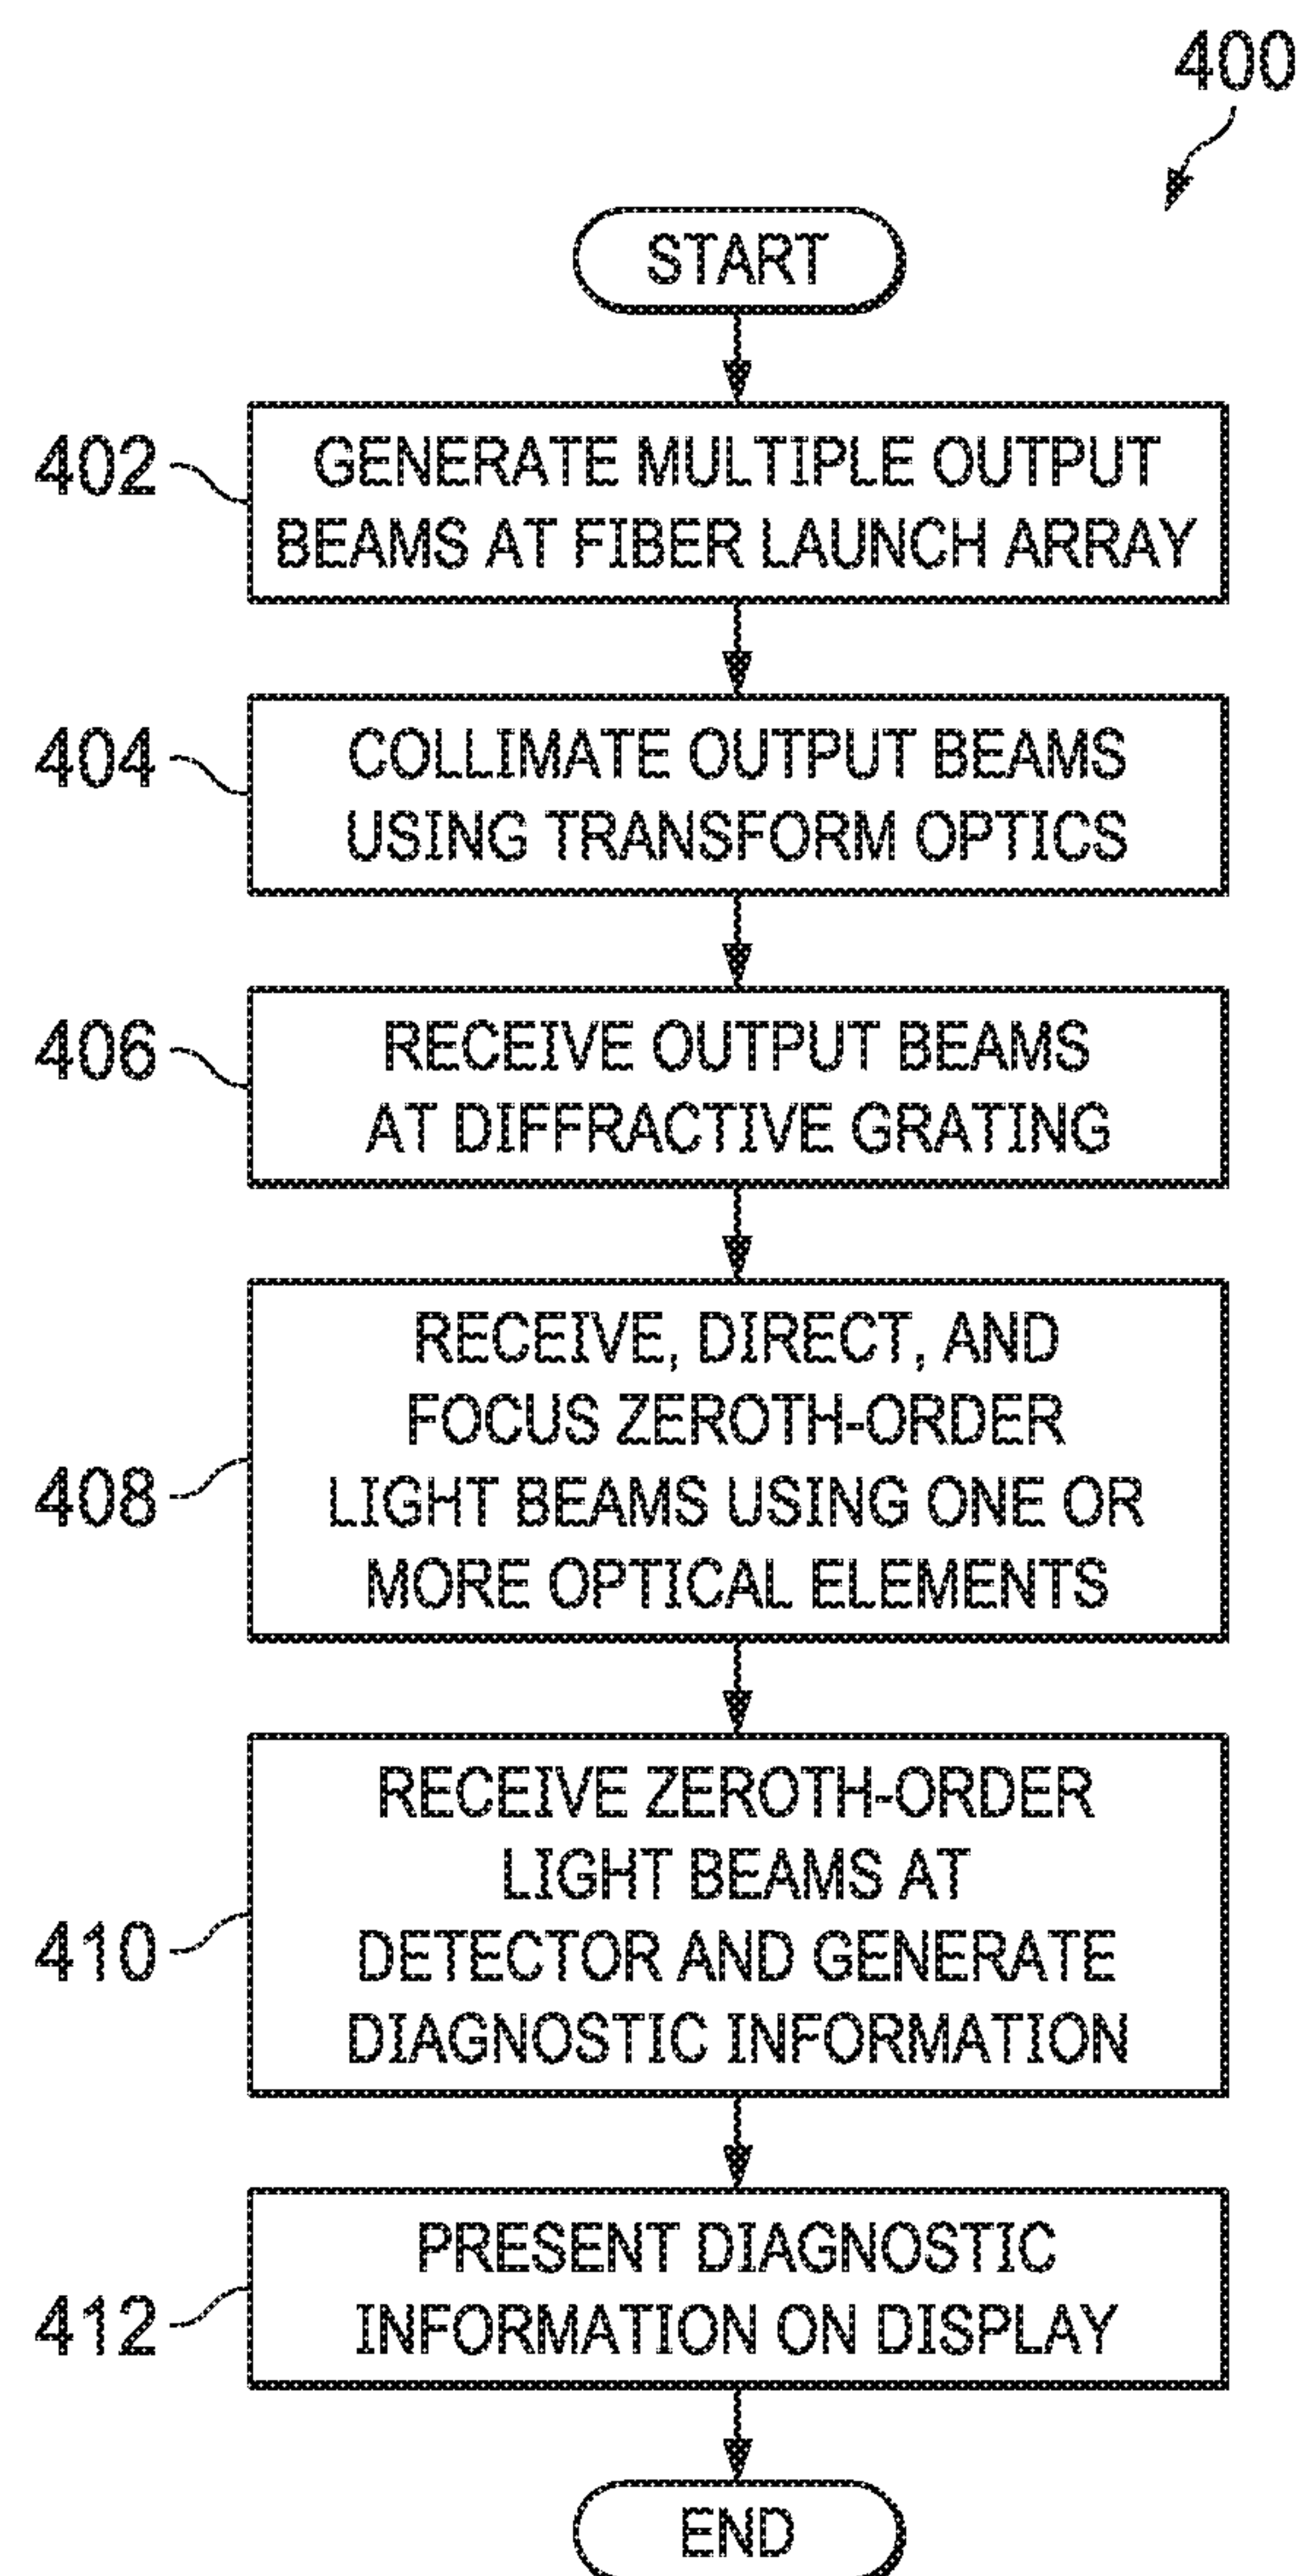 400
START
402
GENERATE MULTIPLE OUTPUT
BEAMS AT FIBER LAUNCH ARRAY
404
COLLIMATE OUTPUT BEAMS
USING TRANSFORM OPTICS
406
RECEIVE OUTPUT BEAMS
AT DIFFRACTIVE GRATING
408
RECEIVE, DIRECT, AND
FOCUS ZEROTH-ORDER
LIGHT BEAMS USING ONE OR
MORE OPTICAL ELEMENTS
410
RECEIVE ZEROTH-ORDER
LIGHT BEAMS AT
DETECTOR AND GENERATE
DIAGNOSTIC INFORMATION
412
PRESENT DIAGNOSTIC
INFORMATION ON DISPLAY
END